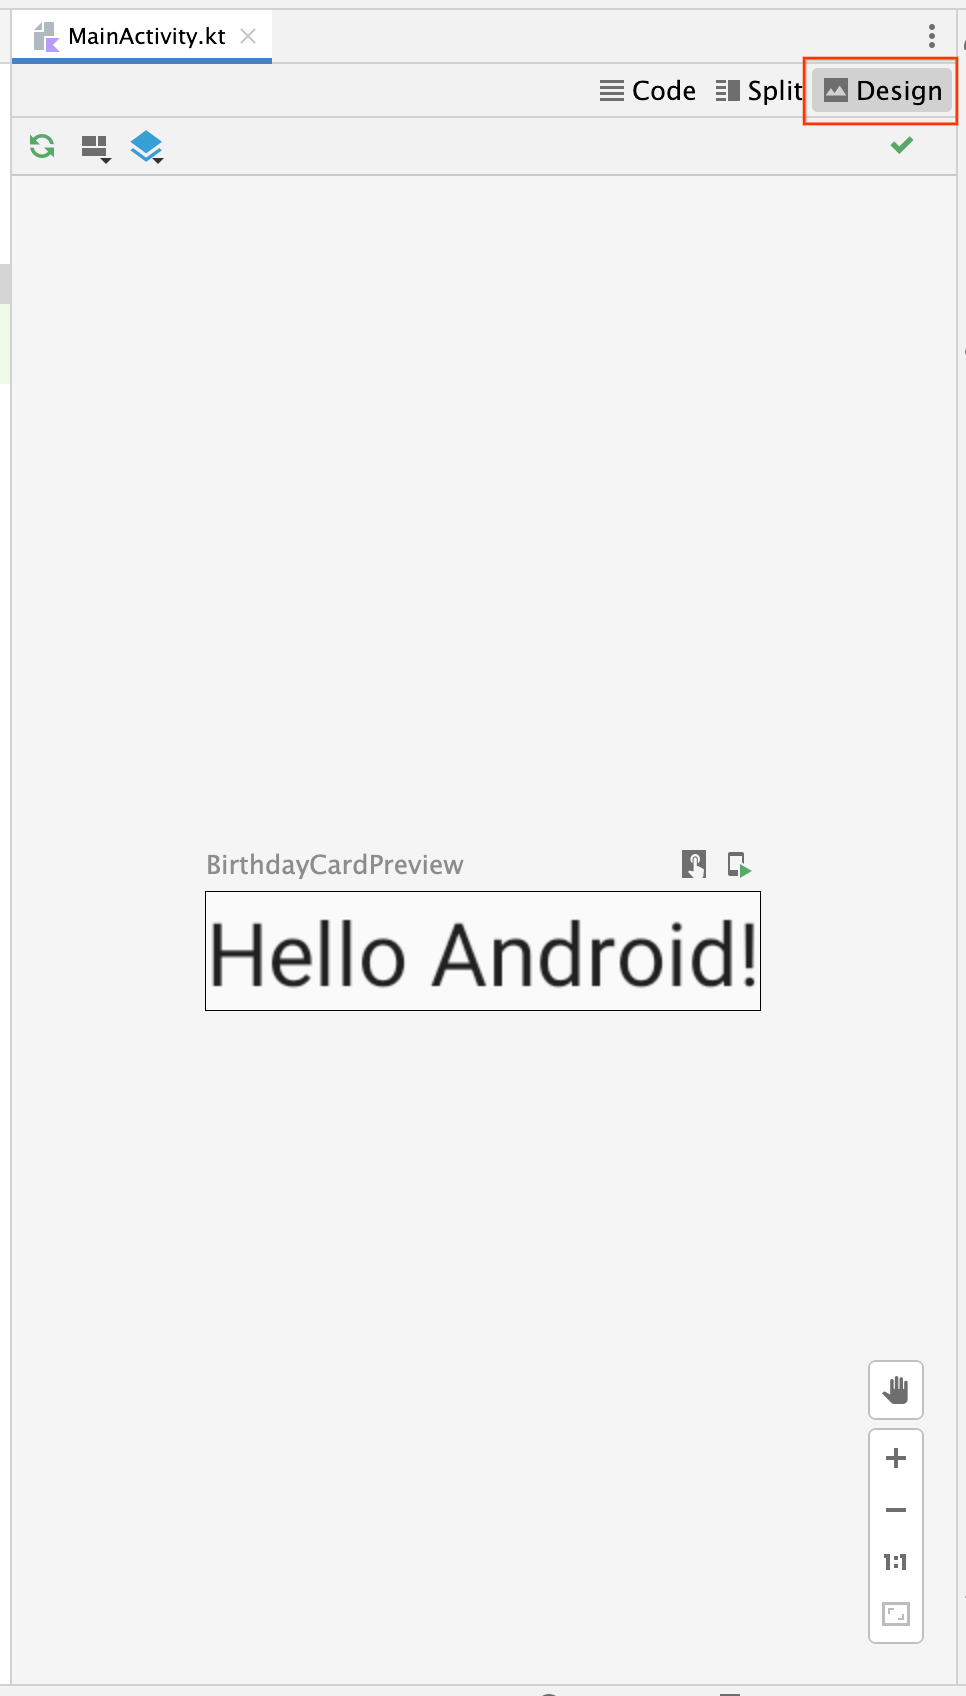 MainActivity.kt
Code Split Design
BirthdayCardPreview
Hello Android!
1:1